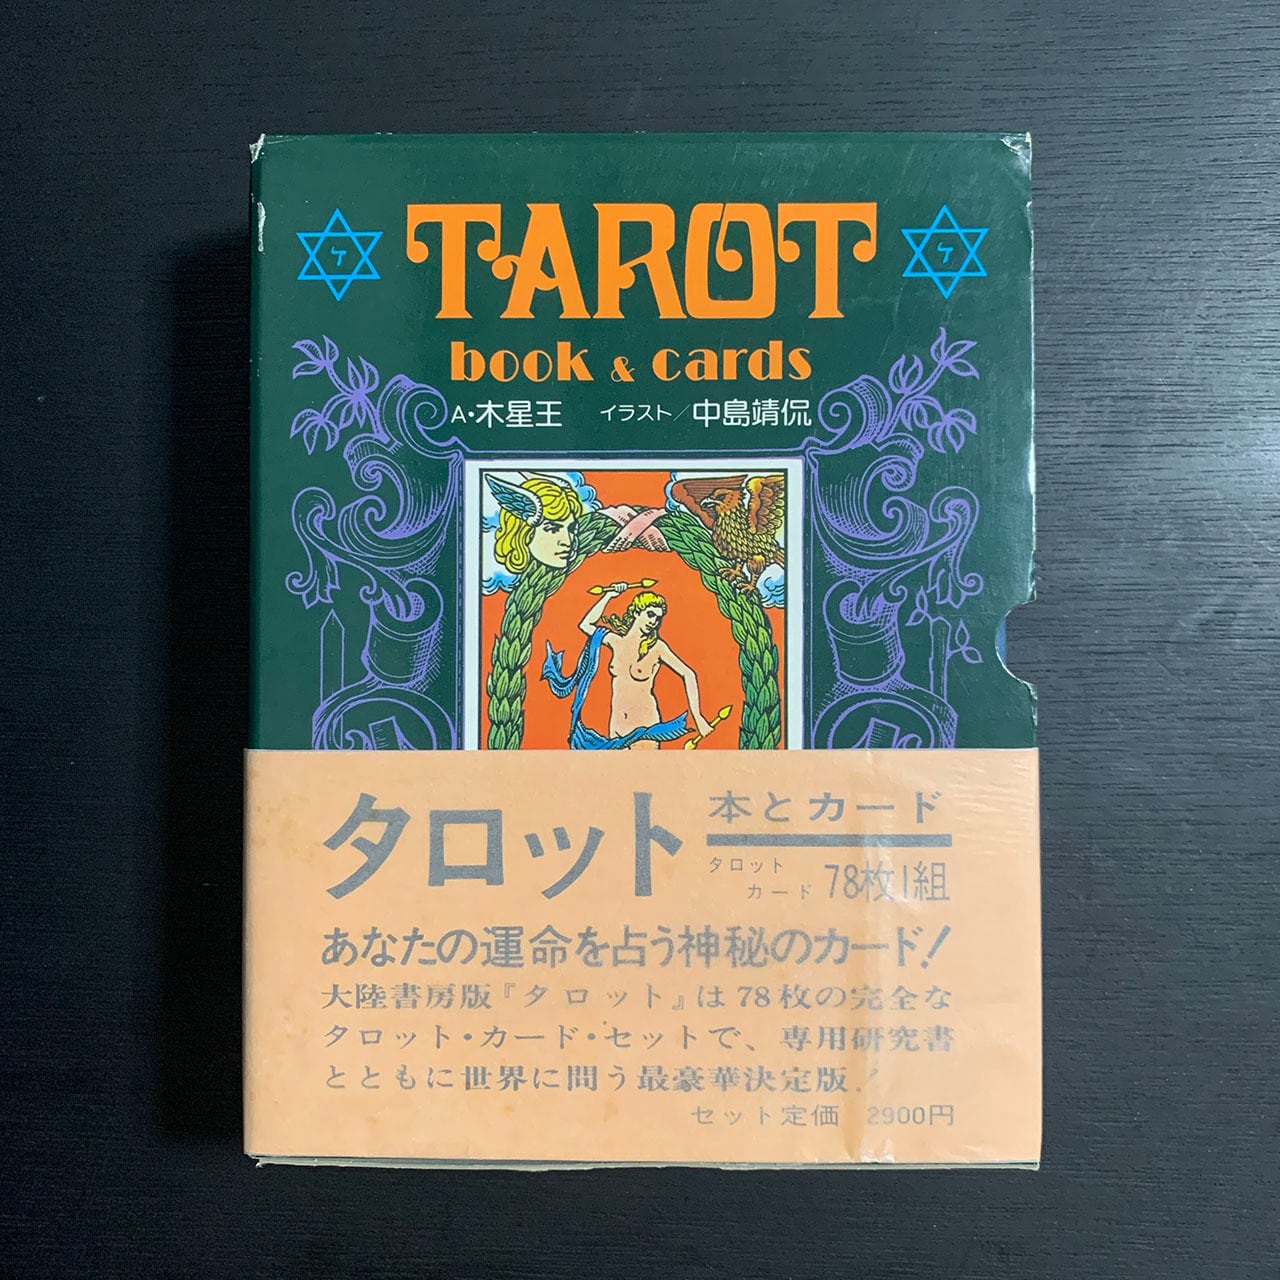 TAROT
book & cards
A・木星王 イラスト/中島靖侃
タロット 本とカード
タロットカード 78枚1組
あなたの運命を占う神秘のカード!
大陸書房版『タロット』は78枚の完全な
タロット・カード・セットで、専用研究書
とともに世界に問う最豪華決定版!
セット定価 2900円